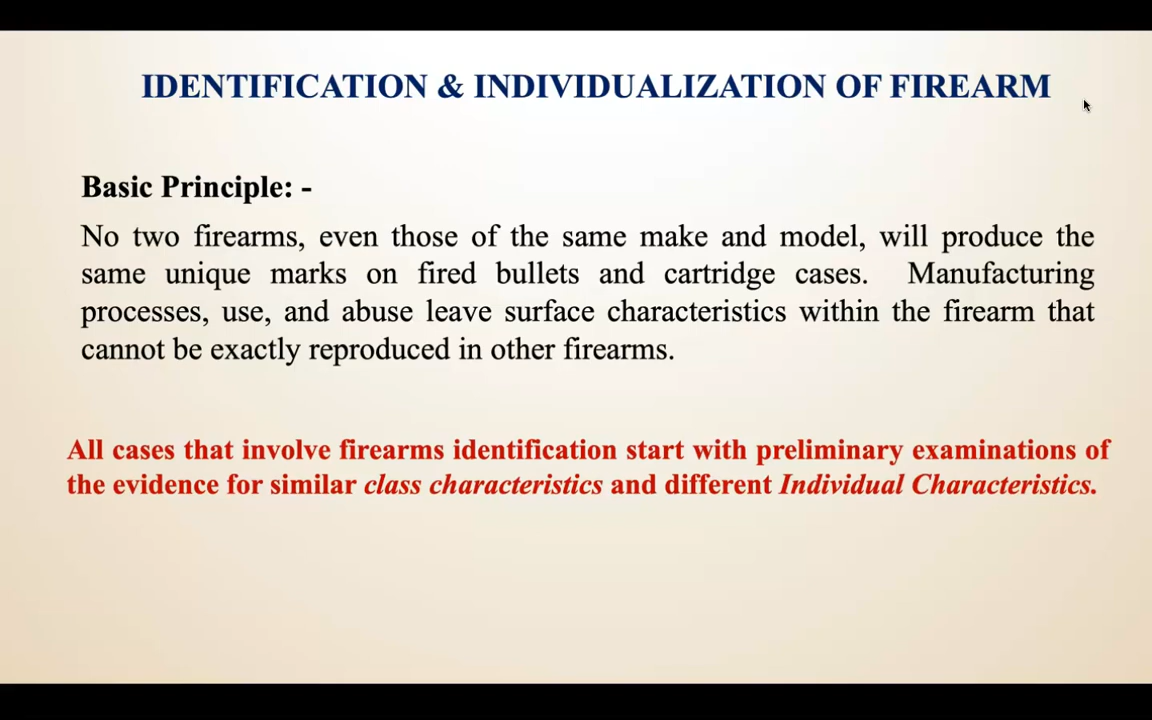 IDENTIFICATION & INDIVIDUALIZATION OF FIREARM
Basic Principle: -
No two firearms, even those of the same make and model, will produce the
same unique marks on fired bullets and cartridge cases. Manufacturing
processes, use, and abuse leave surface characteristics within the firearm that
cannot be exactly reproduced in other firearms.
All cases that involve firearms identification start with preliminary examinations of
the evidence for similar class characteristics and different Individual Characteristics.